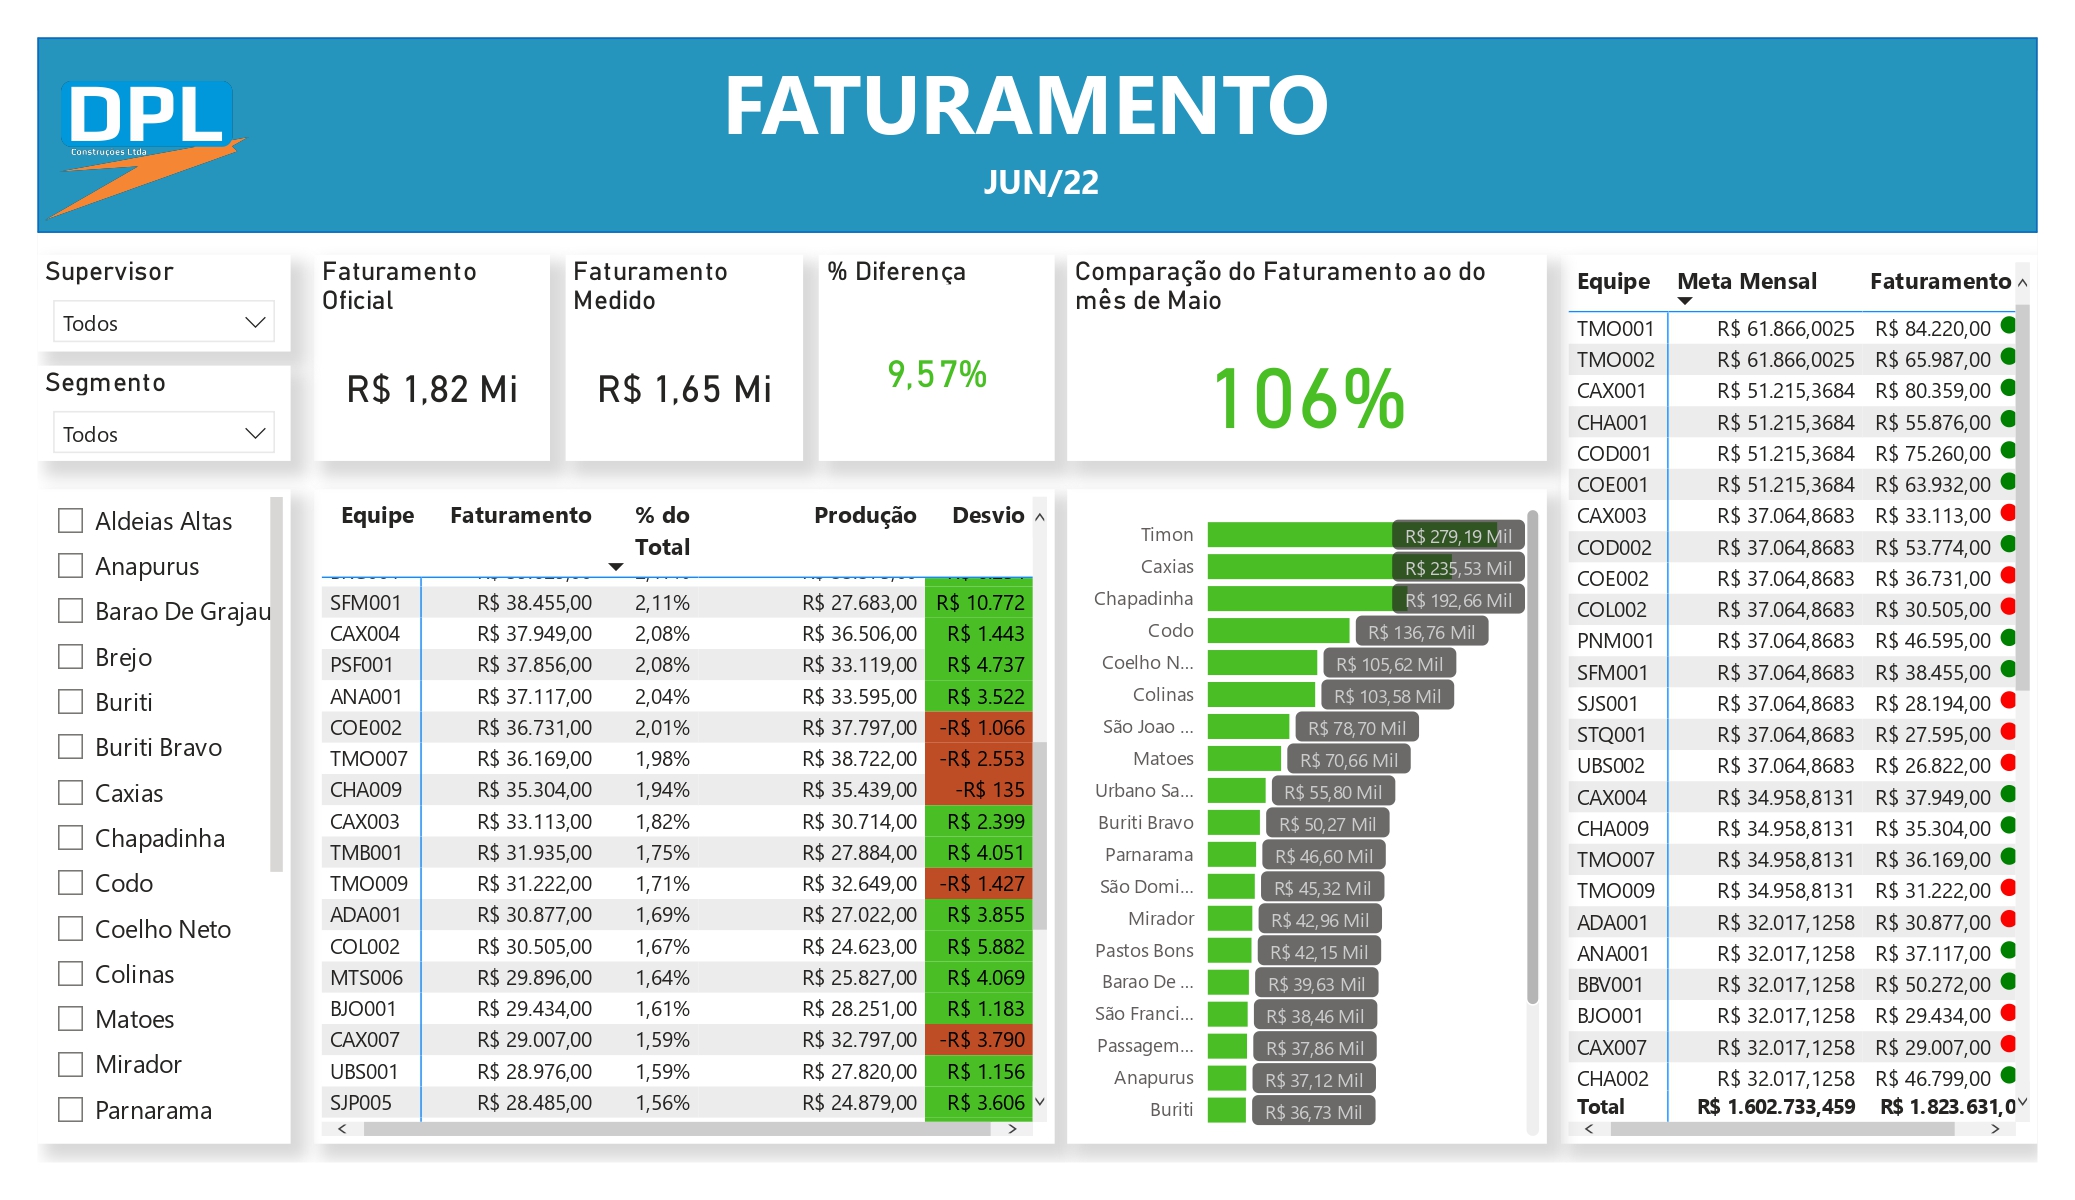 DPL
Construções Ltda
FATURAMENTO
JUN/22
Supervisor
Todos
Segmento
Todos
Faturamento
Oficial
R$ 1,82 Mi
Faturamento
Medido
R$ 1,65 Mi
% Diferença
9,57%
Comparação do Faturamento ao do
mês de Maio
106%
Aldeias Altas
Anapurus
Barao De Grajau
Brejo
Buriti
Buriti Bravo
Caxias
Chapadinha
Codo
Coelho Neto
Colinas
Matoes
Mirador
Parnarama
Equipe Faturamento % do Total Produção Desvio
SFM001 R$ 38.455,00 2,11% R$ 27.683,00 R$ 10.772
CAX004 R$ 37.949,00 2,08% R$ 36.506,00 R$ 1.443
PSF001 R$ 37.856,00 2,08% R$ 33.119,00 R$ 4.737
ANA001 R$ 37.117,00 2,04% R$ 33.595,00 R$ 3.522
COE002 R$ 36.731,00 2,01% R$ 37.797,00 -R$ 1.066
TMO007 R$ 36.169,00 1,98% R$ 38.722,00 -R$ 2.553
CHA009 R$ 35.304,00 1,94% R$ 35.439,00 -R$ 135
CAX003 R$ 33.113,00 1,82% R$ 30.714,00 R$ 2.399
TMB001 R$ 31.935,00 1,75% R$ 27.884,00 R$ 4.051
TMO009 R$ 31.222,00 1,71% R$ 32.649,00 -R$ 1.427
ADA001 R$ 30.877,00 1,69% R$ 27.022,00 R$ 3.855
COL002 R$ 30.505,00 1,67% R$ 24.623,00 R$ 5.882
MTS006 R$ 29.896,00 1,64% R$ 25.827,00 R$ 4.069
BJO001 R$ 29.434,00 1,61% R$ 28.251,00 R$ 1.183
CAX007 R$ 29.007,00 1,59% R$ 32.797,00 -R$ 3.790
UBS001 R$ 28.976,00 1,59% R$ 27.820,00 R$ 1.156
SJP005 R$ 28.485,00 1,56% R$ 24.879,00 R$ 3.606
Timon R$ 279,19 Mil
Caxias R$ 235,53 Mil
Chapadinha R$ 192,66 Mil
Codo R$ 136,76 Mil
Coelho N... R$ 105,62 Mil
Colinas R$ 103,58 Mil
São Joao ... R$ 78,70 Mil
Matoes R$ 70,66 Mil
Urbano Sa... R$ 55,80 Mil
Buriti Bravo R$ 50,27 Mil
Parnarama R$ 46,60 Mil
São Domi... R$ 45,32 Mil
Mirador R$ 42,96 Mil
Pastos Bons R$ 42,15 Mil
Barao De ... R$ 39,63 Mil
São Franci... R$ 38,46 Mil
Passagem... R$ 37,86 Mil
Anapurus R$ 37,12 Mil
Buriti R$ 36,73 Mil
Equipe Meta Mensal Faturamento
TMO001 R$ 61.866,0025 R$ 84.220,00
TMO002 R$ 61.866,0025 R$ 65.987,00
CAX001 R$ 51.215,3684 R$ 80.359,00
CHA001 R$ 51.215,3684 R$ 55.876,00
COD001 R$ 51.215,3684 R$ 75.260,00
COE001 R$ 51.215,3684 R$ 63.932,00
CAX003 R$ 37.064,8683 R$ 33.113,00
COD002 R$ 37.064,8683 R$ 53.774,00
COE002 R$ 37.064,8683 R$ 36.731,00
COL002 R$ 37.064,8683 R$ 30.505,00
PNM001 R$ 37.064,8683 R$ 46.595,00
SFM001 R$ 37.064,8683 R$ 38.455,00
SJS001 R$ 37.064,8683 R$ 28.194,00
STQ001 R$ 37.064,8683 R$ 27.595,00
UBS002 R$ 37.064,8683 R$ 26.822,00
CAX004 R$ 34.958,8131 R$ 37.949,00
CHA009 R$ 34.958,8131 R$ 35.304,00
TMO007 R$ 34.958,8131 R$ 36.169,00
TMO009 R$ 34.958,8131 R$ 31.222,00
ADA001 R$ 32.017,1258 R$ 30.877,00
ANA001 R$ 32.017,1258 R$ 37.117,00
BBV001 R$ 32.017,1258 R$ 50.272,00
BJO001 R$ 32.017,1258 R$ 29.434,00
CAX007 R$ 32.017,1258 R$ 29.007,00
CHA002 R$ 32.017,1258 R$ 46.799,00
Total R$ 1.602.733,459 R$ 1.823.631,0